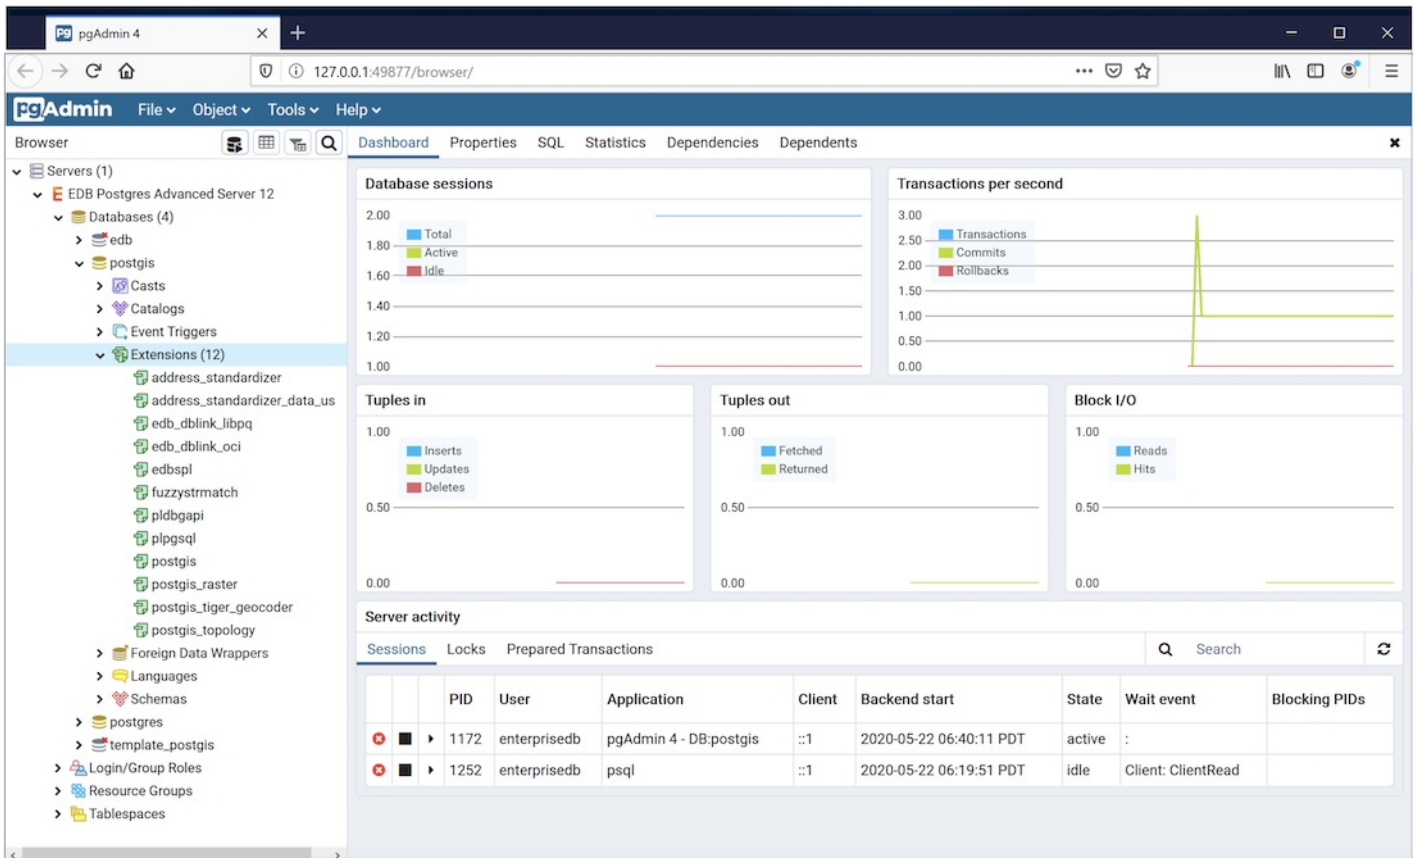 pgAdmin 4
127.0.0.1:49877/browser/
pgAdmin File Object Tools Help
Browser
Dashboard Properties SQL Statistics Dependencies Dependents
Servers (1)
EDB Postgres Advanced Server 12
Databases (4)
edb
postgis
Casts
Catalogs
Event Triggers
Extensions (12)
address_standardizer
address_standardizer_data_us
edb_dblink_libpq
edb_dblink_oci
edbspl
fuzzystrmatch
pldbgapi
plpgsql
postgis
postgis_raster
postgis_tiger_geocoder
postgis_topology
Foreign Data Wrappers
Languages
Schemas
postgres
template_postgis
Login/Group Roles
Resource Groups
Tablespaces
Database sessions
2.00
1.80
1.60
1.40
1.20
1.00
Total
Active
Idle
Transactions per second
3.00
2.50
2.00
1.50
1.00
0.50
0.00
Transactions
Commits
Rollbacks
Tuples in
1.00
0.50
0.00
Inserts
Updates
Deletes
Tuples out
1.00
0.50
0.00
Fetched
Returned
Block I/O
1.00
0.50
0.00
Reads
Hits
Server activity
Sessions Locks Prepared Transactions Search
PID User Application Client Backend start State Wait event Blocking PIDs
1172 enterprisedb pgAdmin 4 - DB:postgis ::1 2020-05-22 06:40:11 PDT active :
1252 enterprisedb psql ::1 2020-05-22 06:19:51 PDT idle Client: ClientRead